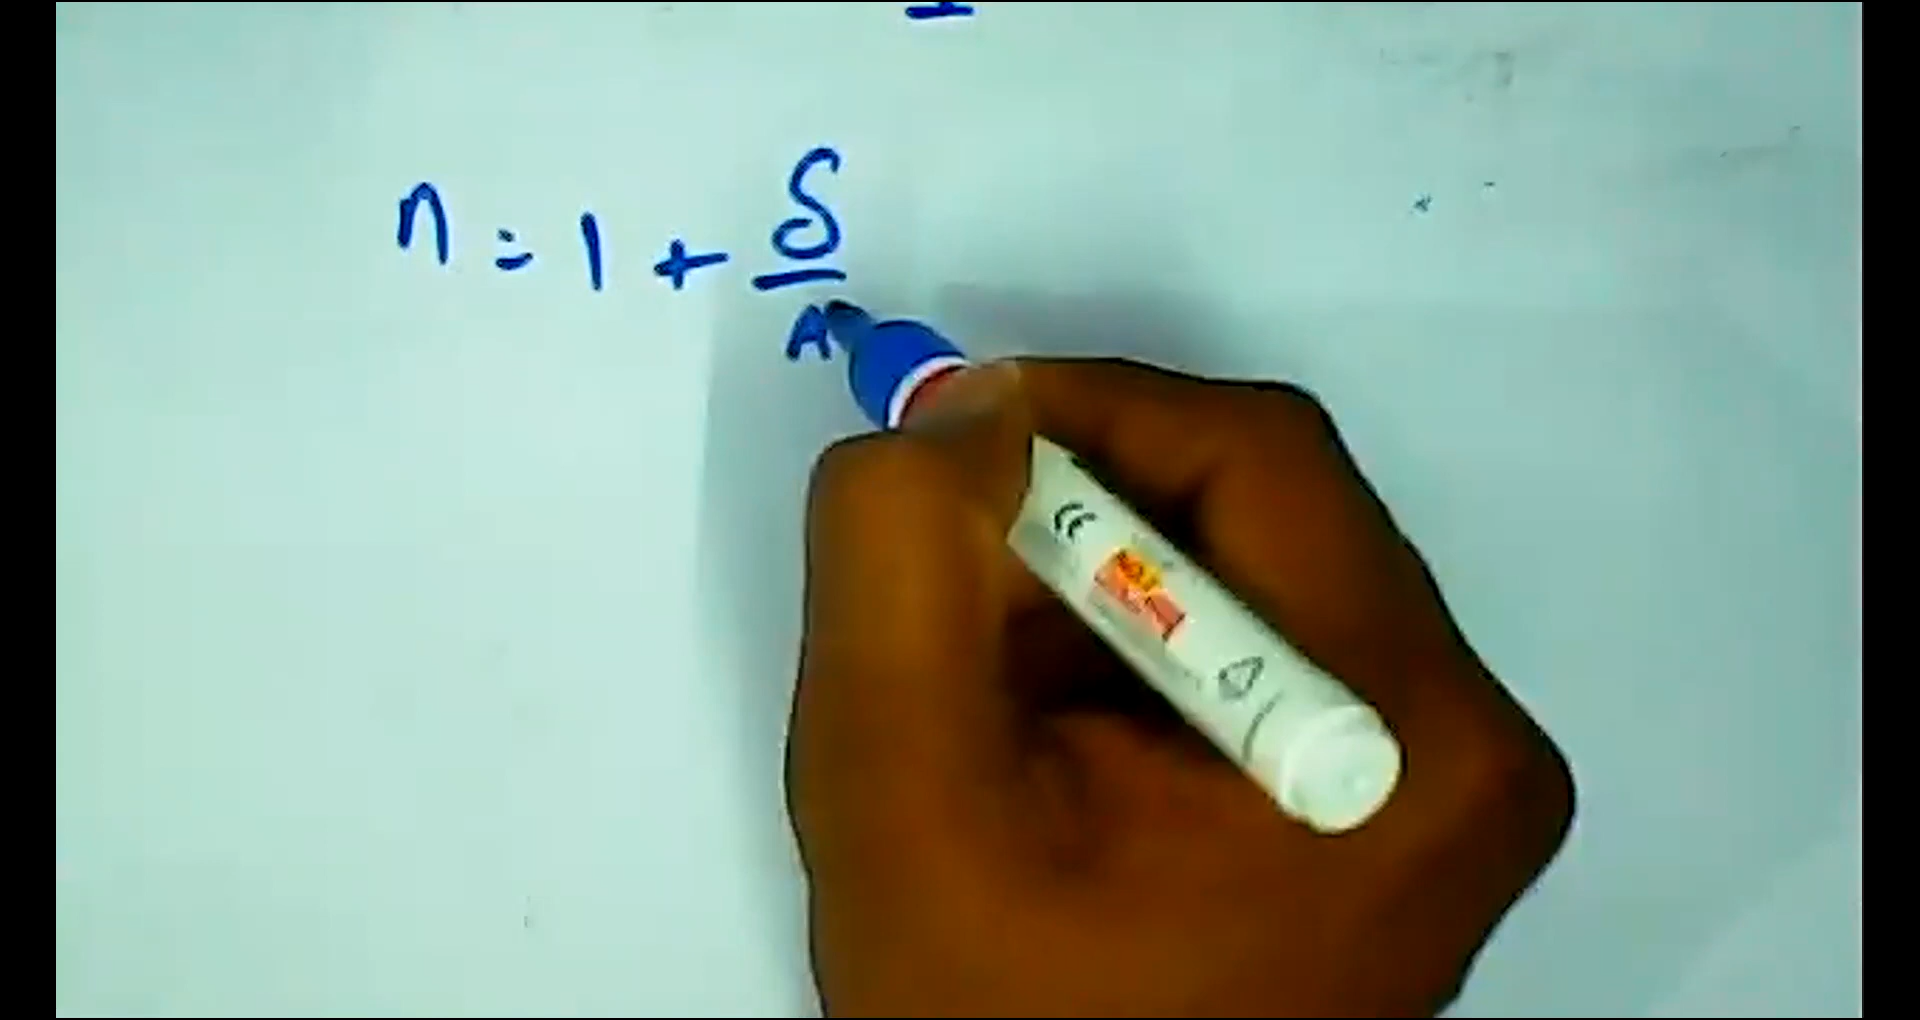 n = 1 + δ/A